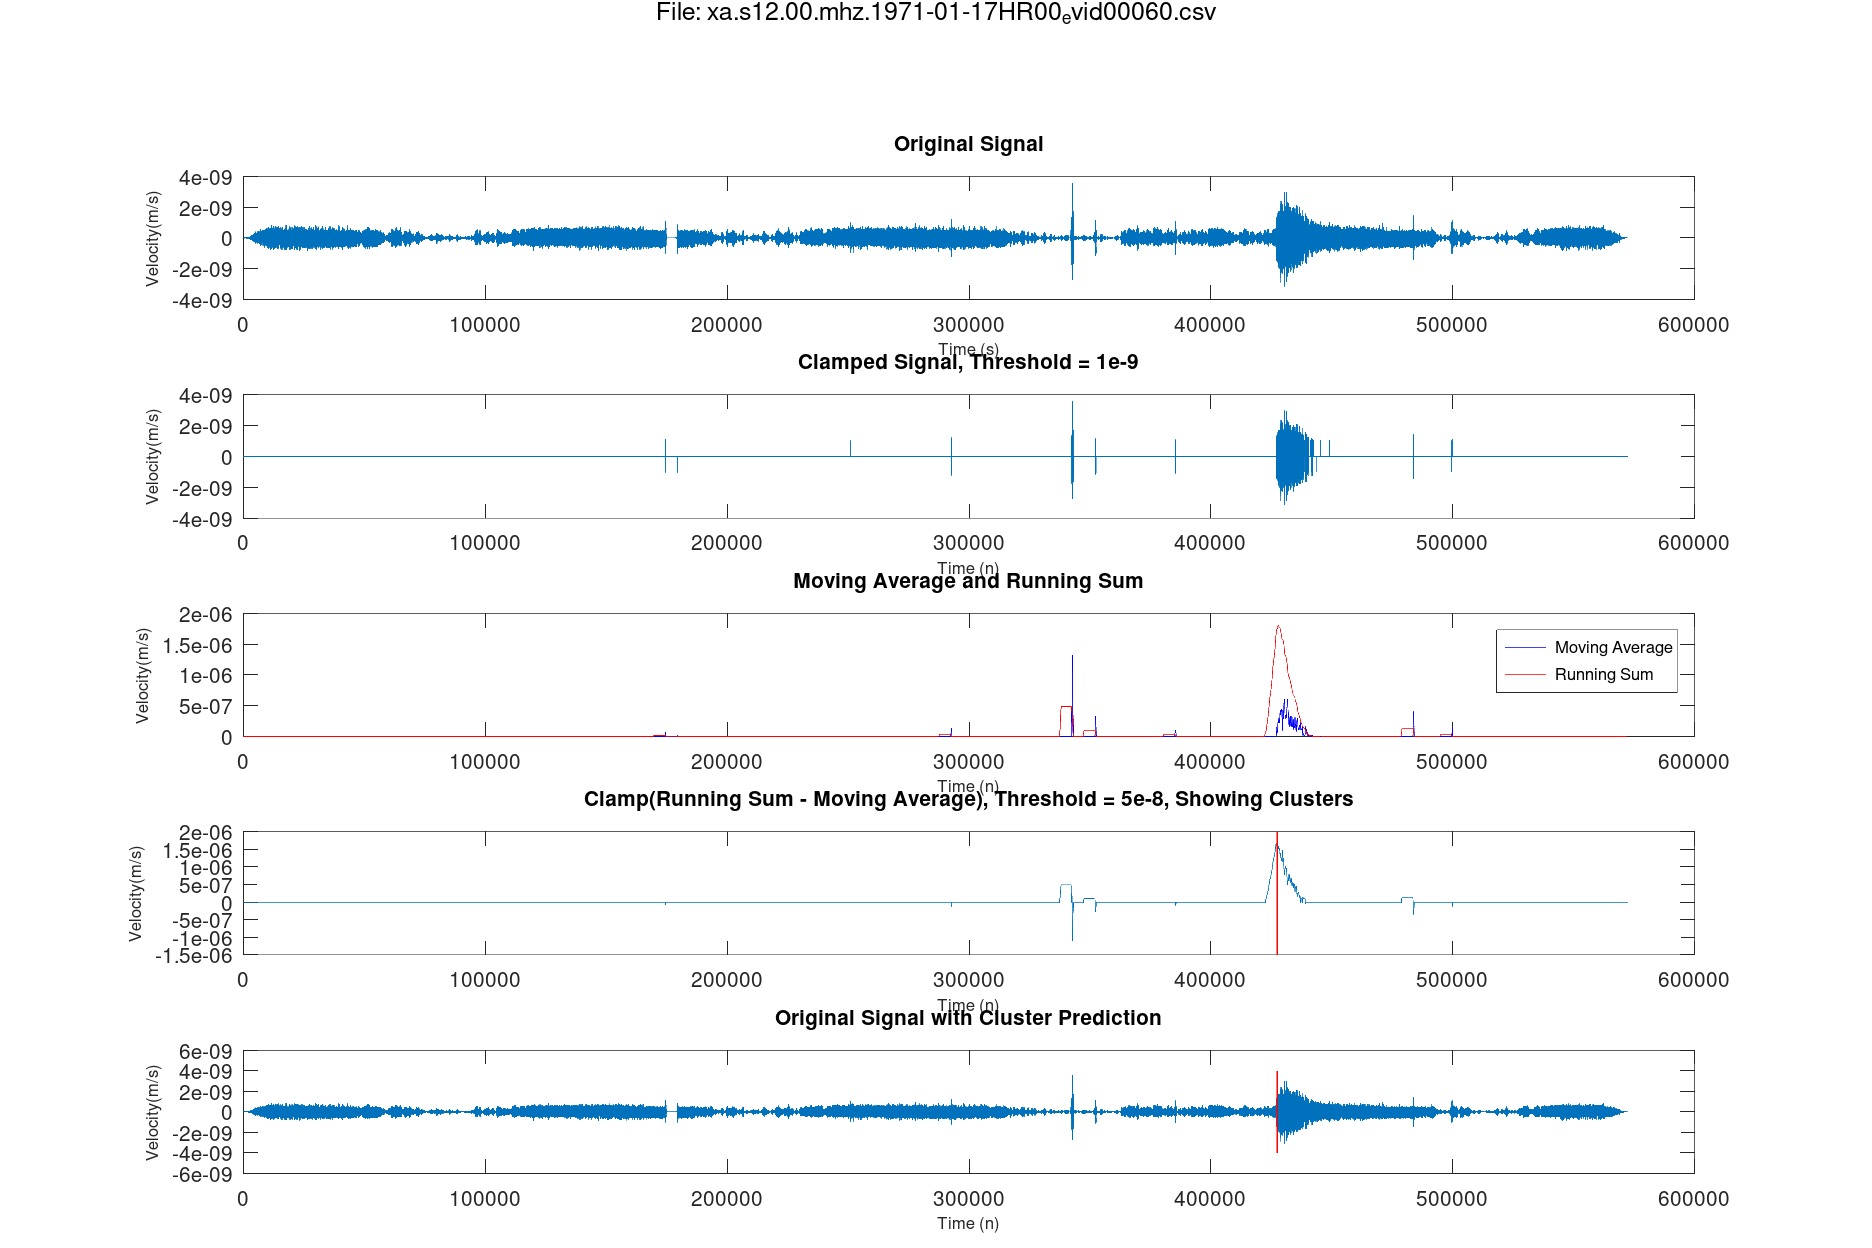 File: xa.s12.00.mhz.1971-01-17HR00evid00060.csv
Original Signal
Velocity(m/s)
4e-09
2e-09
0
-2e-09
-4e-09
0 100000 200000 300000 400000 500000 600000
Time (s)
Clamped Signal, Threshold = 1e-9
Velocity(m/s)
4e-09
2e-09
0
-2e-09
-4e-09
0 100000 200000 300000 400000 500000 600000
Time (n)
Moving Average and Running Sum
Velocity(m/s)
2e-06
1.5e-06
1e-06
5e-07
0
Moving Average
Running Sum
0 100000 200000 300000 400000 500000 600000
Time (n)
Clamp(Running Sum - Moving Average), Threshold = 5e-8, Showing Clusters
Velocity(m/s)
2e-06
1.5e-06
1e-06
5e-07
0
-5e-07
-1e-06
-1.5e-06
0 100000 200000 300000 400000 500000 600000
Time (n)
Original Signal with Cluster Prediction
Velocity(m/s)
6e-09
4e-09
2e-09
0
-2e-09
-4e-09
-6e-09
0 100000 200000 300000 400000 500000 600000
Time (n)